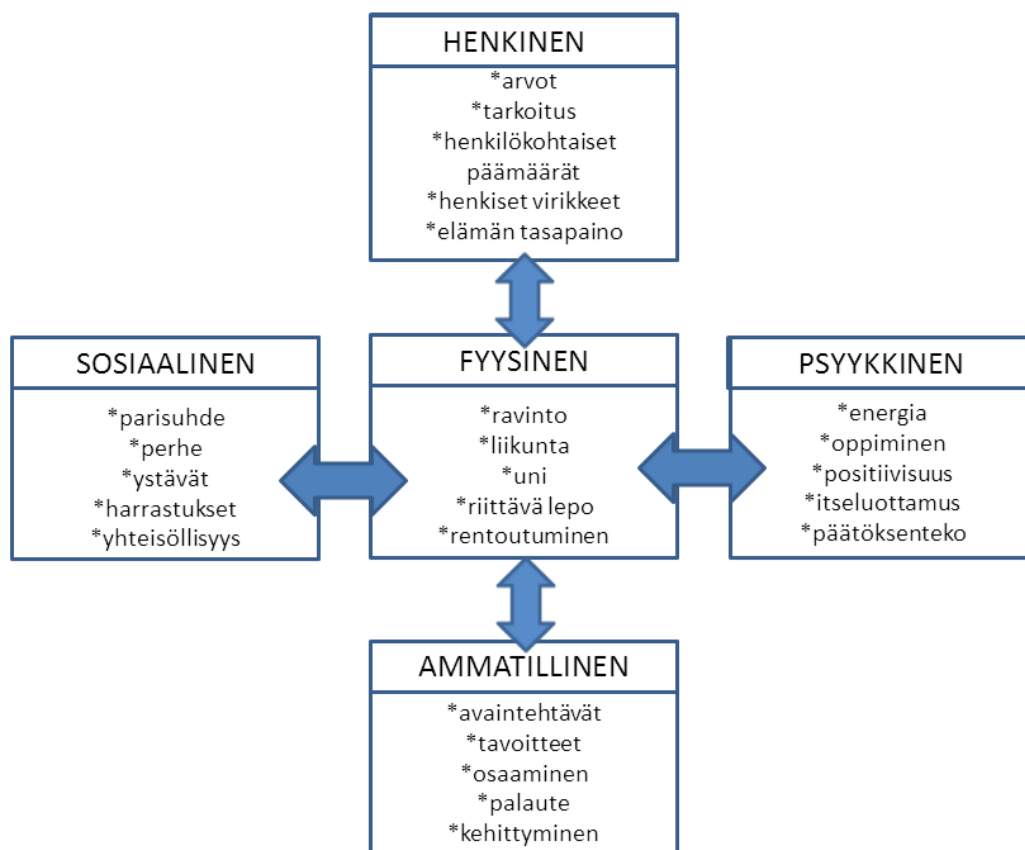 HENKINEN
*arvot
*tarkoitus
*henkilökohtaiset
päämäärät
*henkiset virikkeet
*elämän tasapaino
SOSIAALINEN
*parisuhde
*perhe
*ystävät
*harrastukset
*yhteisöllisyys
FYYSINEN
*ravinto
*liikunta
*uni
*riittävä lepo
*rentoutuminen
PSYYKKINEN
*energia
*oppiminen
*positiivisuus
*itseluottamus
*päätöksenteko
AMMATILLINEN
*avaintehtävät
*tavoitteet
*osaaminen
*palaute
*kehittyminen